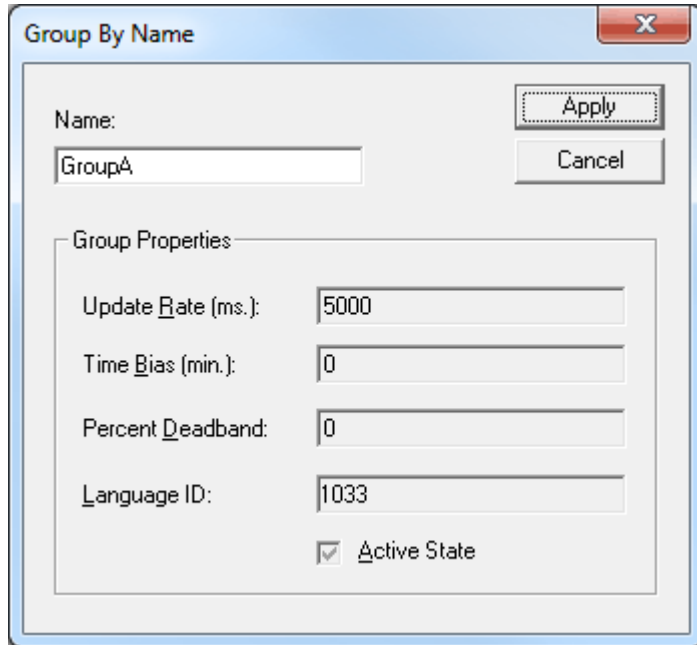 Group By Name
Name:
GroupA
Apply
Cancel
Group Properties
Update Rate (ms.): 5000
Time Bias (min.): 0
Percent Deadband: 0
Language ID: 1033
Active State